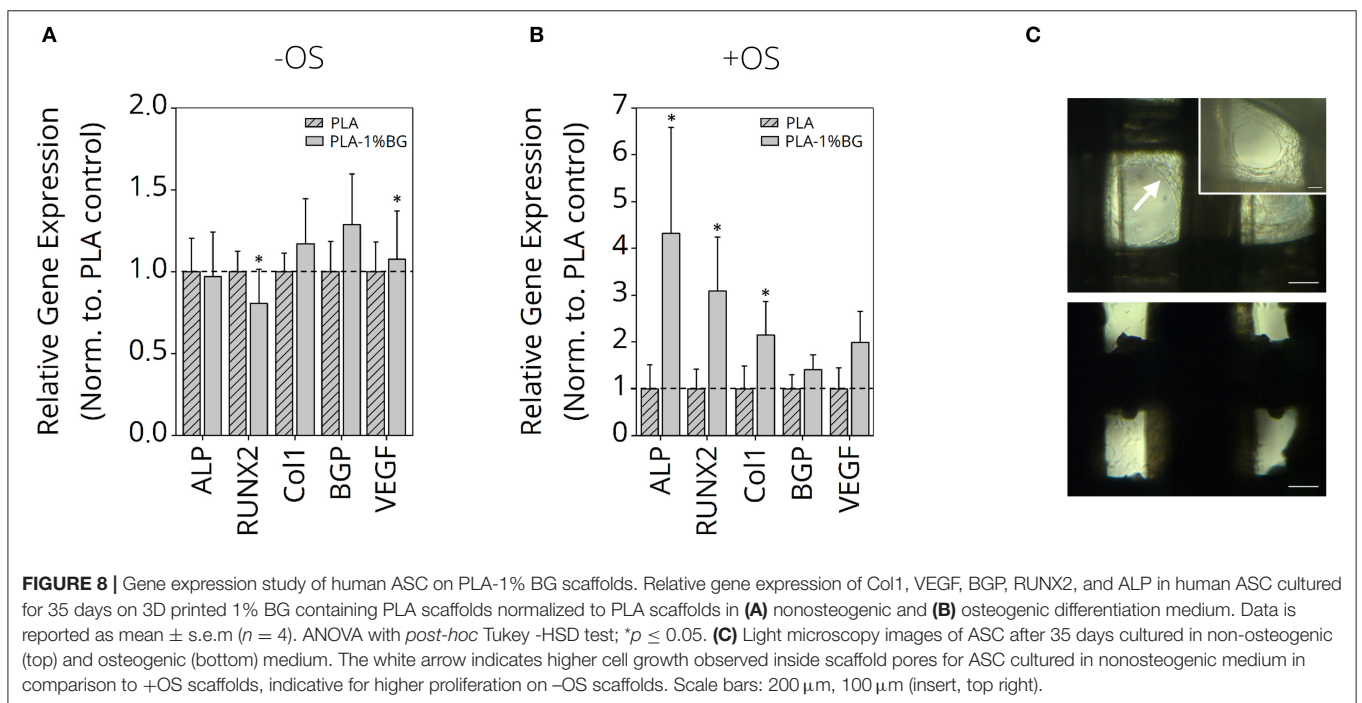 A
B
C
-OS
+OS
Relative Gene Expression
(Norm. to. PLA control)
2.0
1.5
1.0
0.5
0.0
PLA
PLA-1%BG
*
*
ALP
RUNX2
Col1
BGP
VEGF
Relative Gene Expression
(Norm. to. PLA control)
7
6
5
4
3
2
1
0
PLA
PLA-1%BG
*
*
*
ALP
RUNX2
Col1
BGP
VEGF
FIGURE 8 | Gene expression study of human ASC on PLA-1% BG scaffolds. Relative gene expression of Col1, VEGF, BGP, RUNX2, and ALP in human ASC cultured
for 35 days on 3D printed 1% BG containing PLA scaffolds normalized to PLA scaffolds in (A) nonosteogenic and (B) osteogenic differentiation medium. Data is
reported as mean ± s.e.m (n = 4). ANOVA with post-hoc Tukey -HSD test; *p ≤ 0.05. (C) Light microscopy images of ASC after 35 days cultured in non-osteogenic
(top) and osteogenic (bottom) medium. The white arrow indicates higher cell growth observed inside scaffold pores for ASC cultured in nonosteogenic medium in
comparison to +OS scaffolds, indicative for higher proliferation on –OS scaffolds. Scale bars: 200 μm, 100 μm (insert, top right).